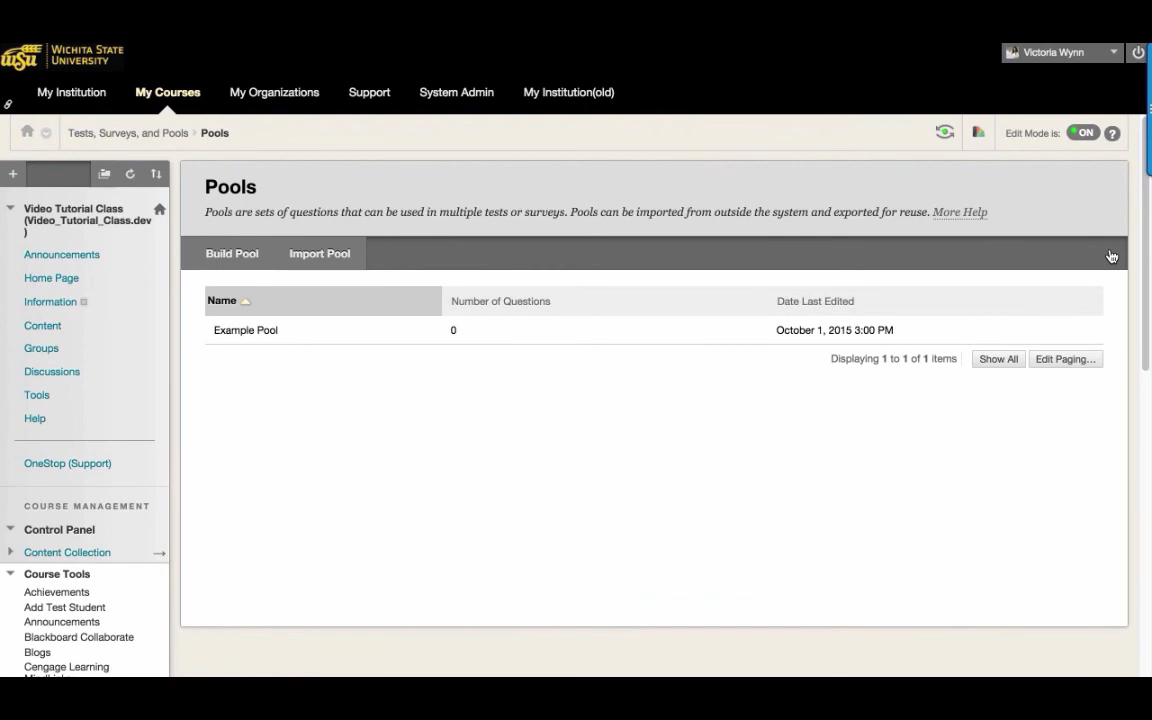 WSU WICHITA STATE
UNIVERSITY
Victoria Wynn
My Institution My Courses My Organizations Support System Admin My Institution(old)
Tests, Surveys, and Pools Pools Edit Mode is: ON ?
Video Tutorial Class
(Video_Tutorial_Class.dev
)
Announcements
Home Page
Information
Content
Groups
Discussions
Tools
Help
OneStop (Support)
COURSE MANAGEMENT
Control Panel
Content Collection
Course Tools
Achievements
Add Test Student
Announcements
Blackboard Collaborate
Blogs
Cengage Learning
Pools
Pools are sets of questions that can be used in multiple tests or surveys. Pools can be imported from outside the system and exported for reuse. More Help
Build Pool Import Pool
Name Number of Questions Date Last Edited
Example Pool 0 October 1, 2015 3:00 PM
Displaying 1 to 1 of 1 items Show All Edit Paging...